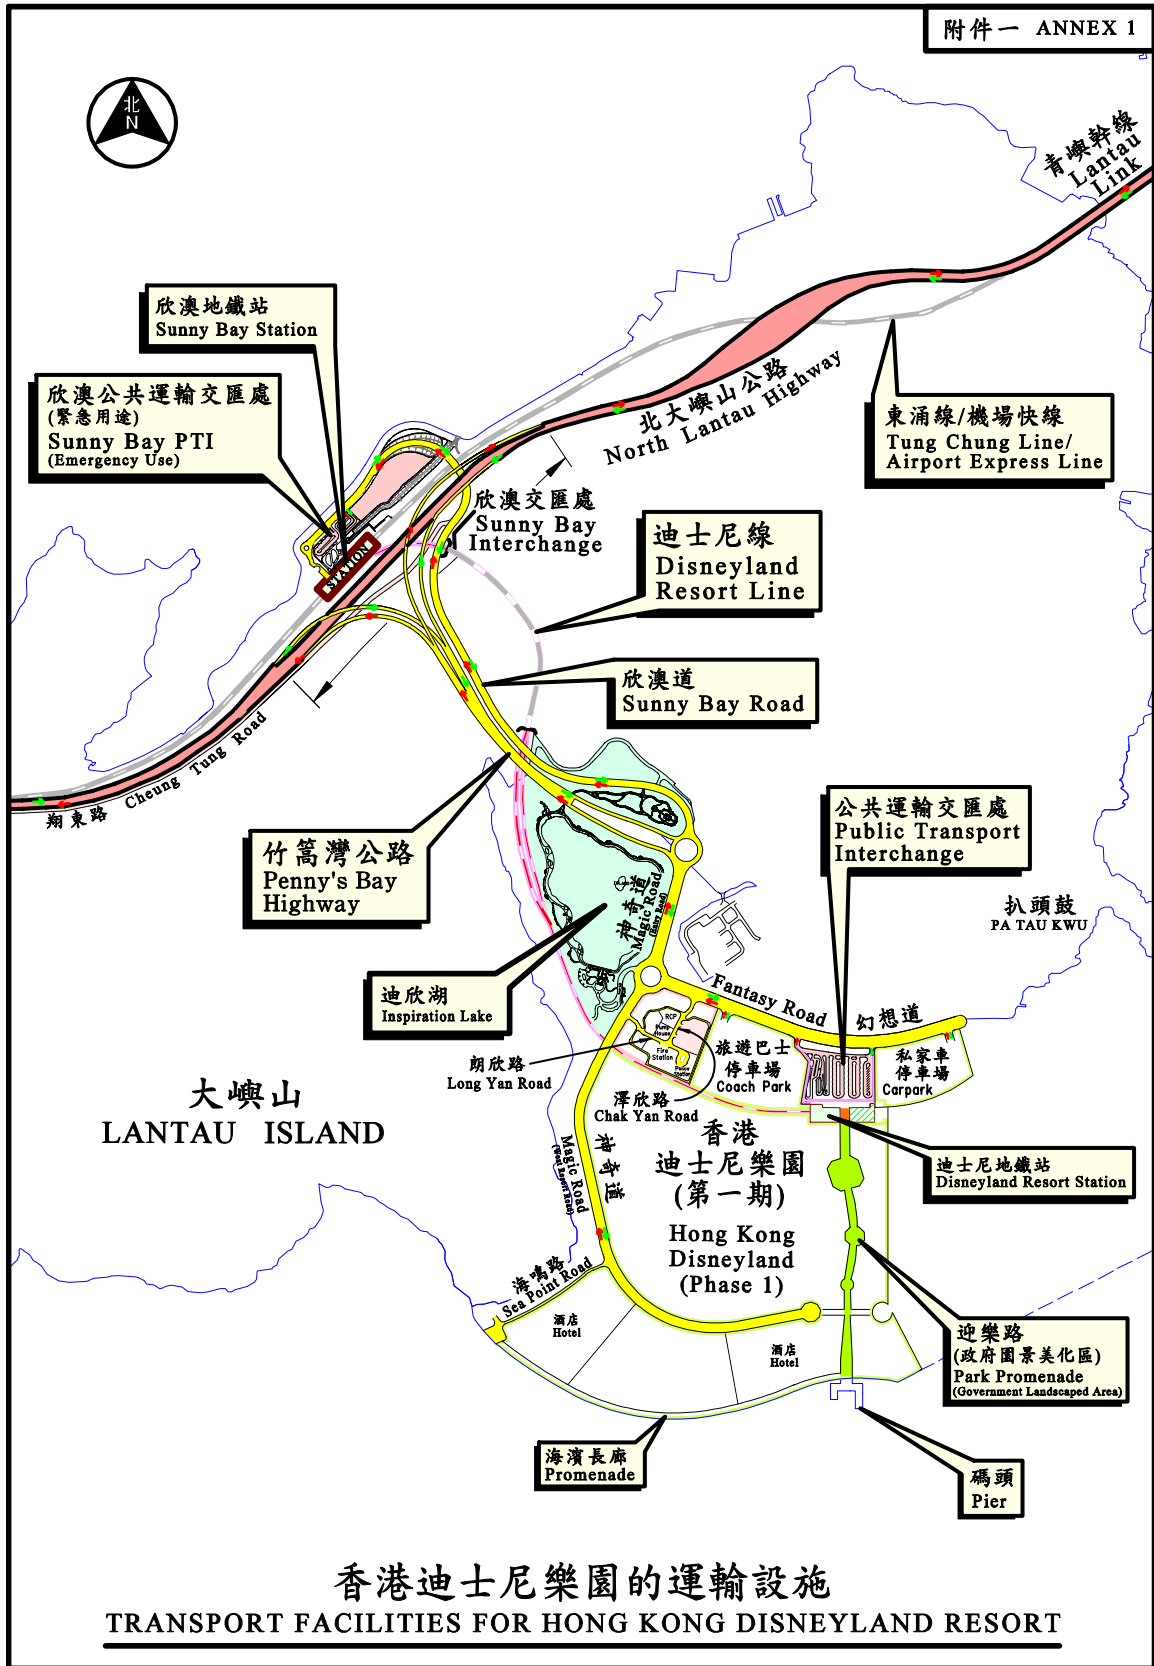 附件一 ANNEX 1
北
N
青嶼幹線
Lantau
Link
欣澳地鐵站
Sunny Bay Station
欣澳公共運輸交匯處
(緊急用途)
Sunny Bay PTI
(Emergency Use)
北大嶼山公路
North Lantau Highway
東涌線/機場快線
Tung Chung Line/
Airport Express Line
欣澳交匯處
Sunny Bay
Interchange
STATION
迪士尼線
Disneyland
Resort Line
欣澳道
Sunny Bay Road
翔東路 Cheung Tung Road
竹篙灣公路
Penny's Bay
Highway
公共運輸交匯處
Public Transport
Interchange
扒頭鼓
PA TAU KWU
神奇道
Magic Road
(Entry Road)
迪欣湖
Inspiration Lake
Fantasy Road 幻想道
RCP
Pump
House
Fire
Station
Police
Station
朗欣路
Long Yan Road
旅遊巴士
停車場
Coach Park
私家車
停車場
Carpark
澤欣路
Chak Yan Road
大嶼山
LANTAU ISLAND
香港
迪士尼樂園
(第一期)
Hong Kong
Disneyland
(Phase 1)
神奇道
Magic Road
(West Resort Road)
迪士尼地鐵站
Disneyland Resort Station
海鳴路
Sea Point Road
酒店
Hotel
酒店
Hotel
迎樂路
(政府園景美化區)
Park Promenade
(Government Landscaped Area)
海濱長廊
Promenade
碼頭
Pier
香港迪士尼樂園的運輸設施
TRANSPORT FACILITIES FOR HONG KONG DISNEYLAND RESORT